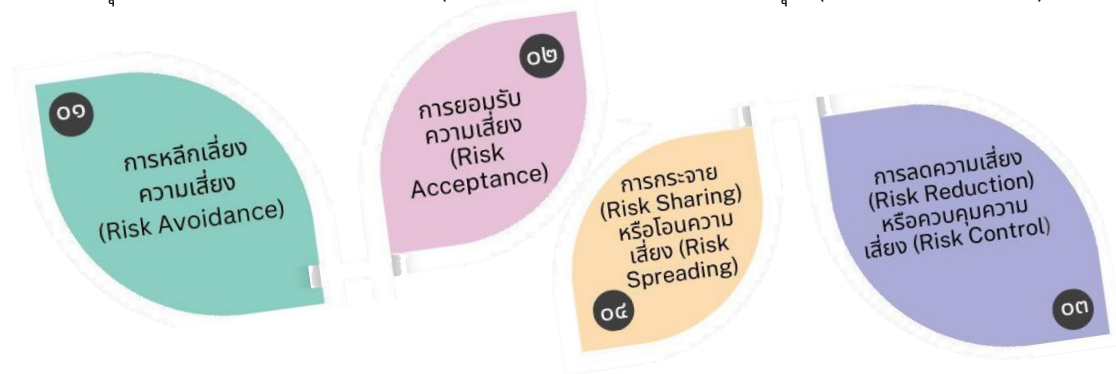 ๐๑
การหลีกเลี่ยง
ความเสี่ยง
(Risk Avoidance)
๐๒
การยอมรับ
ความเสี่ยง
(Risk
Acceptance)
การลดความเสี่ยง
(Risk Reduction)
หรือควบคุมความ
เสี่ยง (Risk Control)
๐๓
การกระจาย
(Risk Sharing)
หรือโอนความ
เสี่ยง (Risk
Spreading)
๐๔